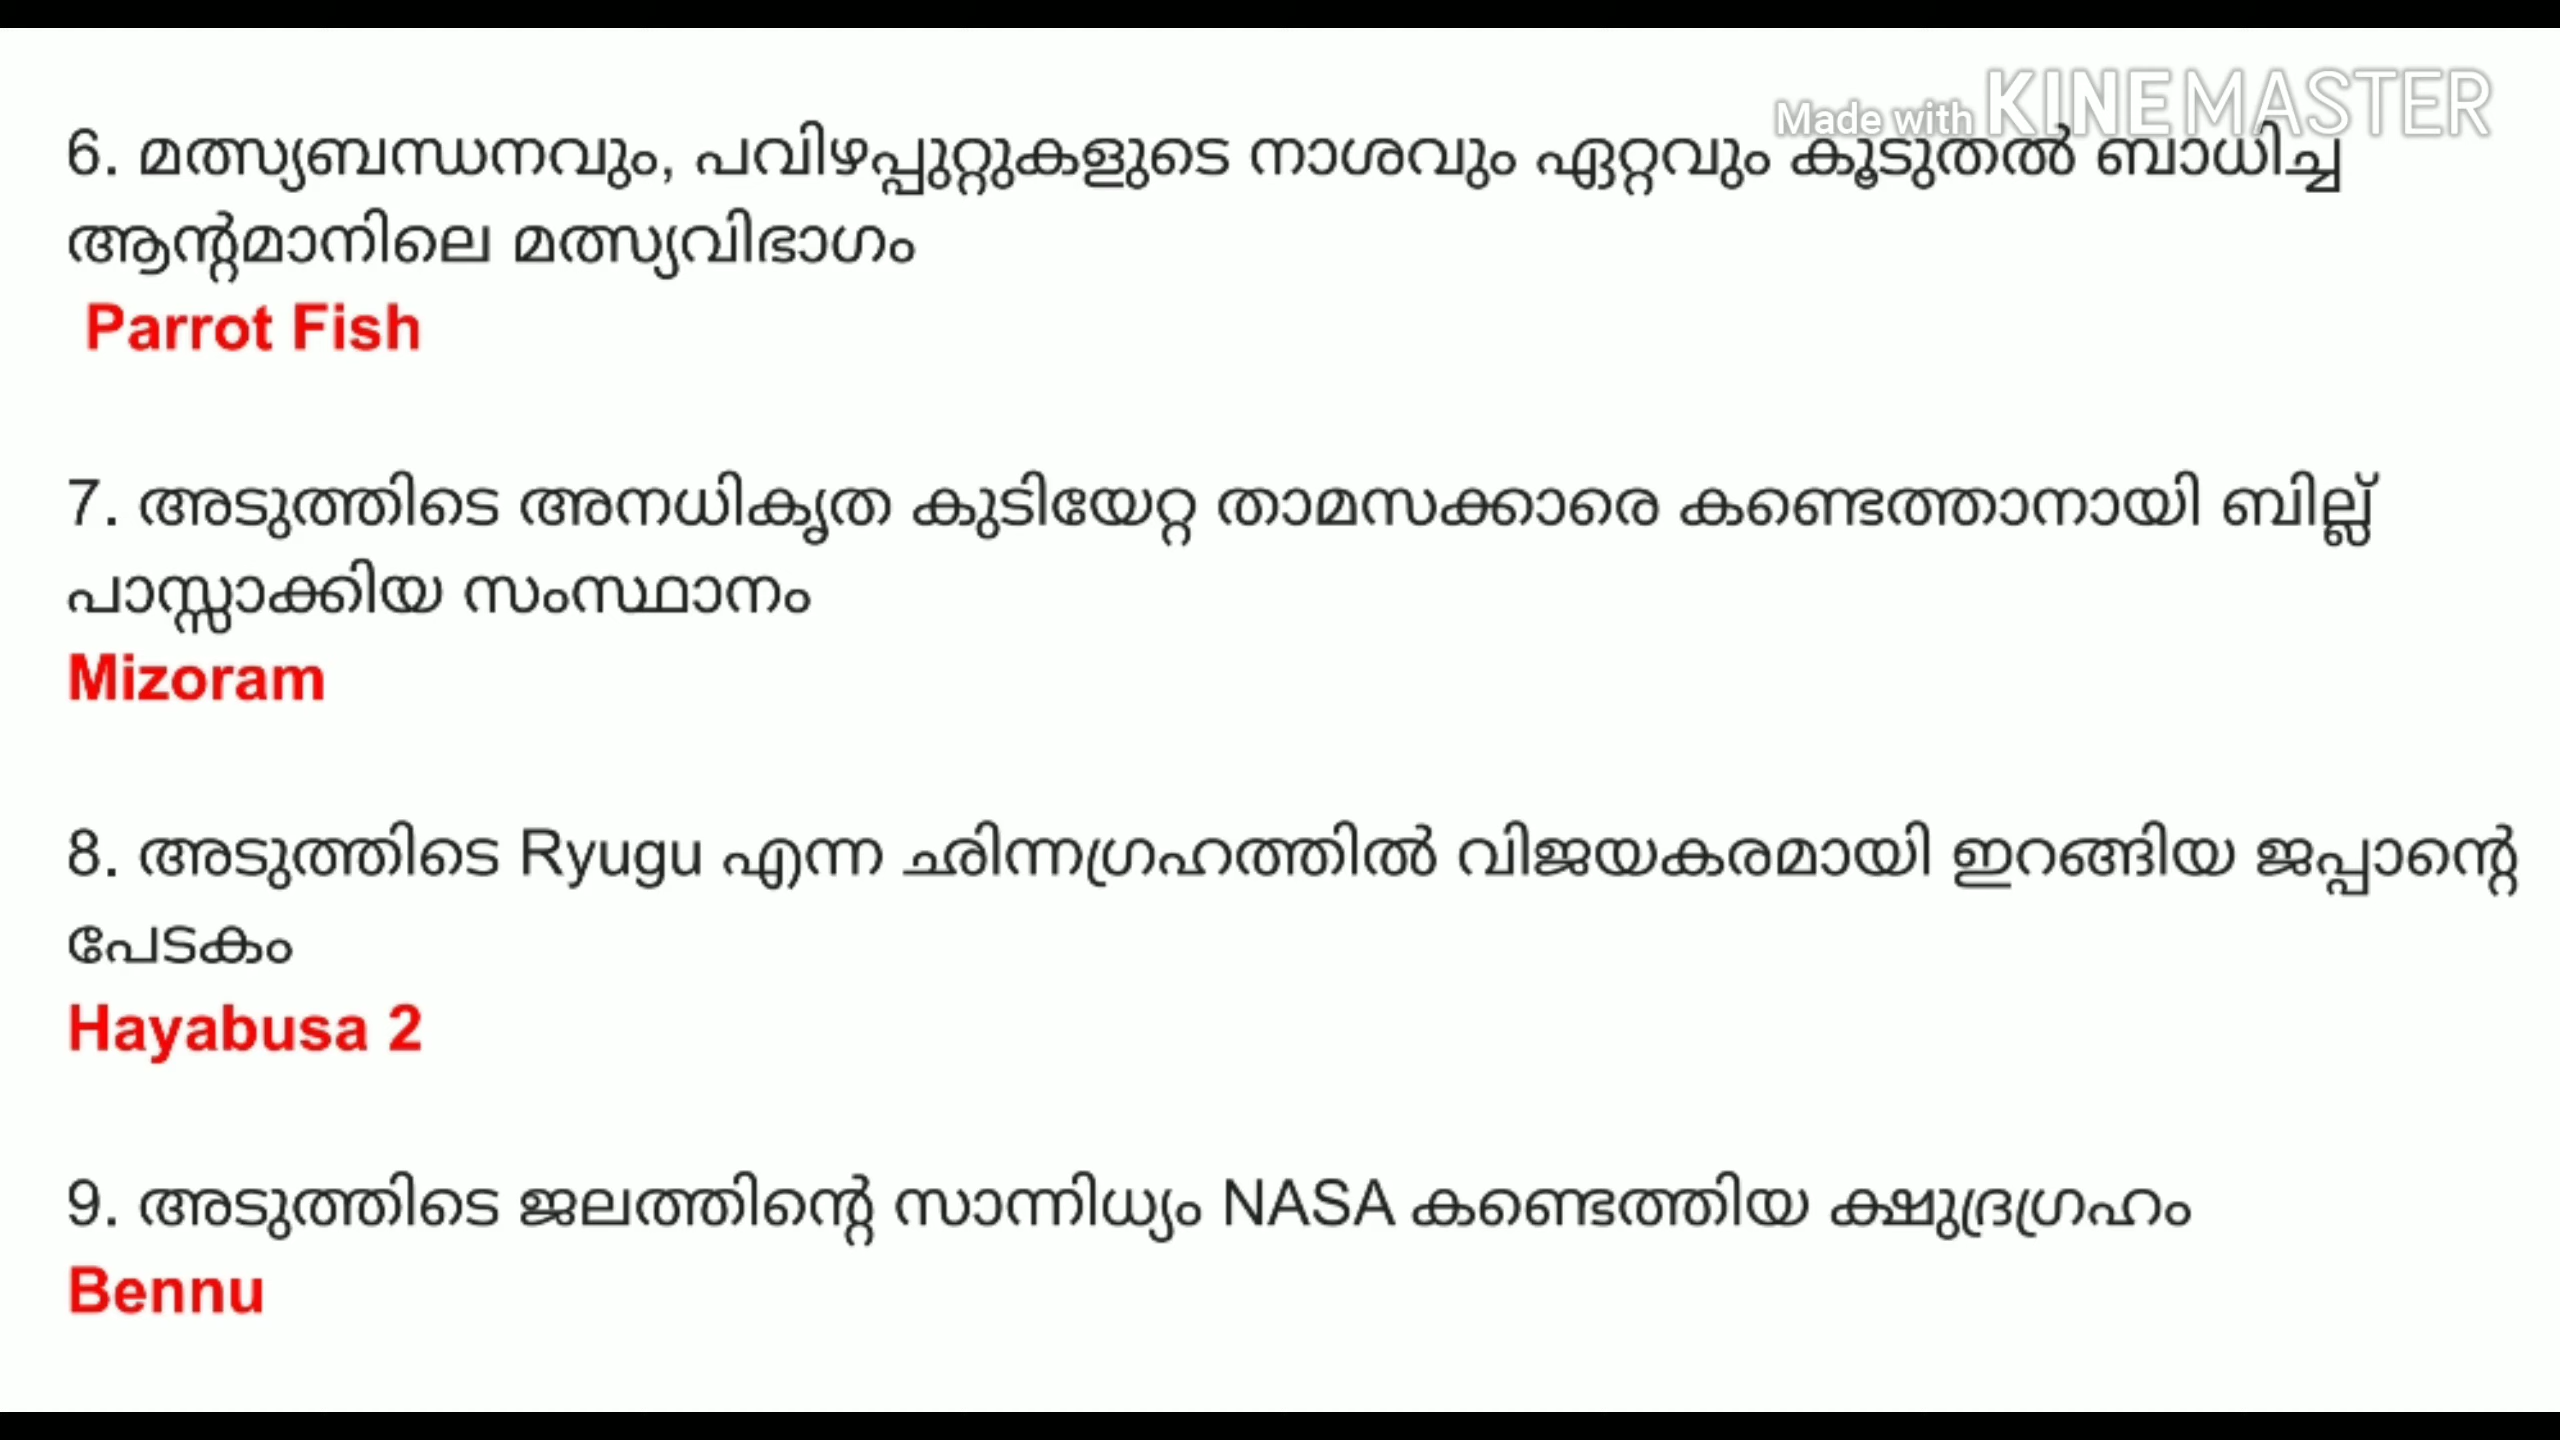 Made with KINEMASTER
6. മത്സ്യബന്ധനവും, പവിഴപ്പുറ്റുകളുടെ നാശവും ഏറ്റവും കൂടുതൽ ബാധിച്ച
ആന്റമാനിലെ മത്സ്യവിഭാഗം
Parrot Fish
7. അടുത്തിടെ അനധികൃത കുടിയേറ്റ താമസക്കാരെ കണ്ടെത്താനായി ബില്ല്
പാസ്സാക്കിയ സംസ്ഥാനം
Mizoram
8. അടുത്തിടെ Ryugu എന്ന ഛിന്നഗ്രഹത്തിൽ വിജയകരമായി ഇറങ്ങിയ ജപ്പാന്റെ
പേടകം
Hayabusa 2
9. അടുത്തിടെ ജലത്തിന്റെ സാന്നിധ്യം NASA കണ്ടെത്തിയ ക്ഷുദ്രഗ്രഹം
Bennu